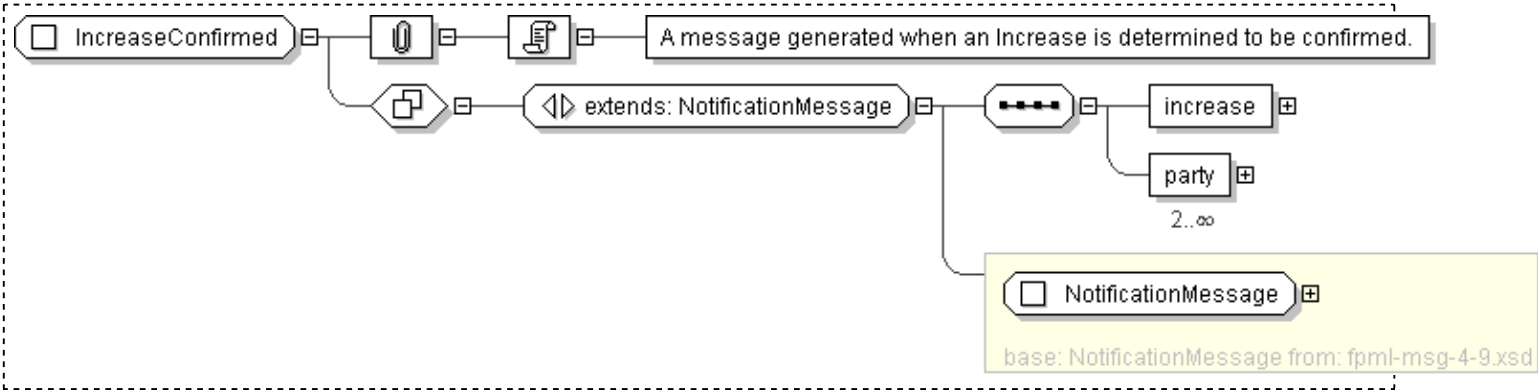 IncreaseConfirmed
A message generated when an Increase is determined to be confirmed.
extends: NotificationMessage
increase
party
2..∞
NotificationMessage
base: NotificationMessage from: fpml-msg-4-9.xsd